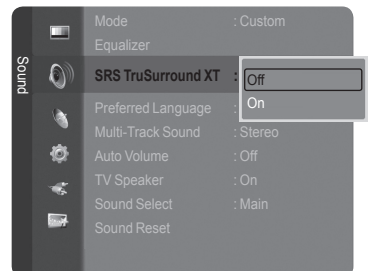 Sound
Mode : Custom
Equalizer
SRS TruSurround XT :
Off
On
Preferred Language :
Multi-Track Sound : Stereo
Auto Volume : Off
TV Speaker : On
Sound Select : Main
Sound Reset